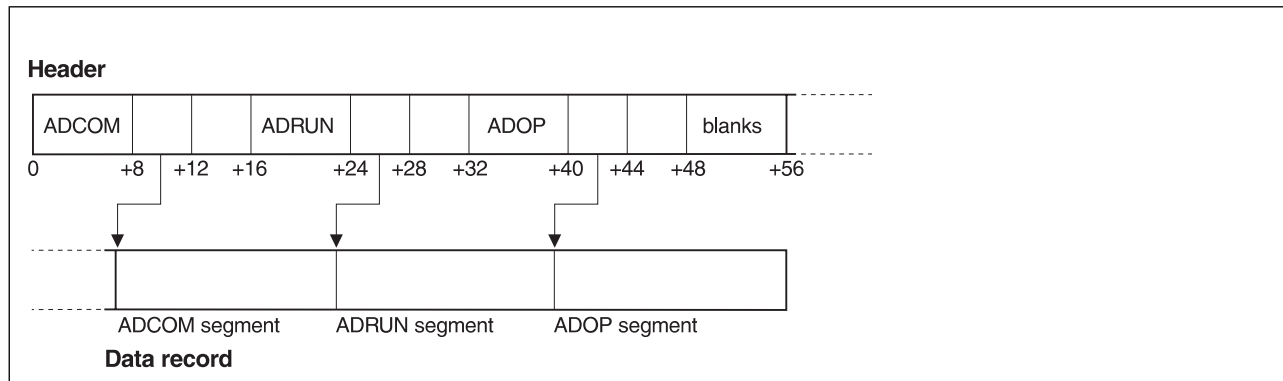 Header
ADCOM ADRUN ADOP blanks
0 +8 +12 +16 +24 +28 +32 +40 +44 +48 +56
ADCOM segment ADRUN segment ADOP segment
Data record